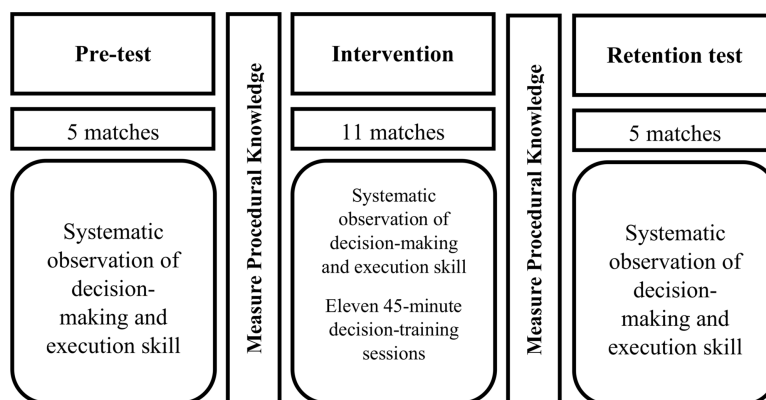 Pre-test
5 matches
Systematic
observation of
decision-
making and
execution skill
Measure Procedural Knowledge
Intervention
11 matches
Systematic
observation of
decision-making
and execution skill
Eleven 45-minute
decision-training
sessions
Measure Procedural Knowledge
Retention test
5 matches
Systematic
observation of
decision-
making and
execution skill